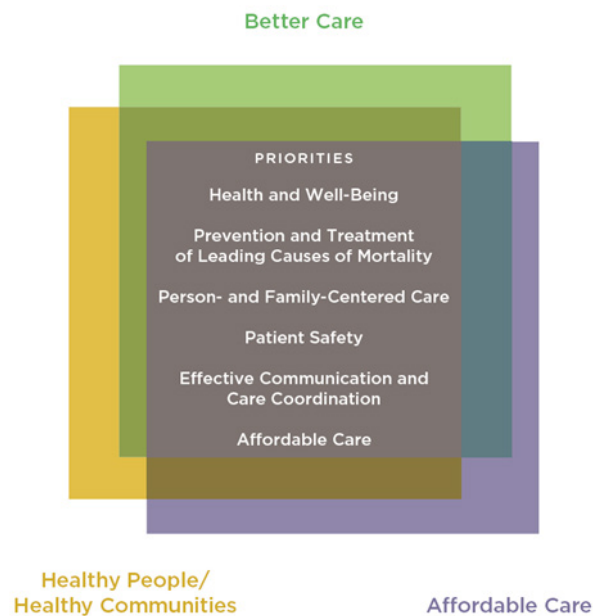 Better Care
PRIORITIES
Health and Well-Being
Prevention and Treatment
of Leading Causes of Mortality
Person- and Family-Centered Care
Patient Safety
Effective Communication and
Care Coordination
Affordable Care
Healthy People/
Healthy Communities
Affordable Care